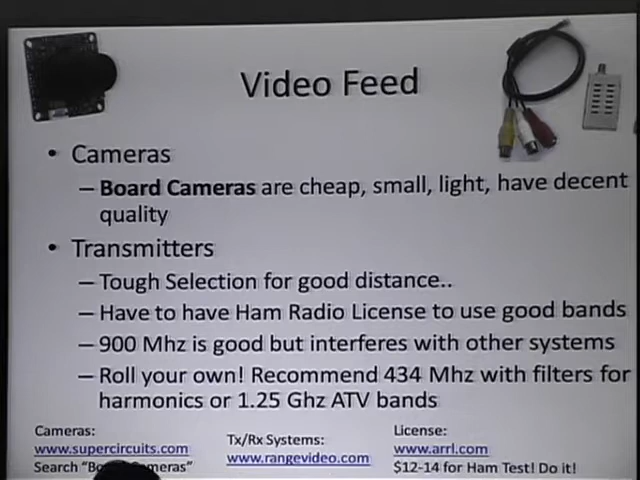 Video Feed
• Cameras
– Board Cameras are cheap, small, light, have decent
quality
• Transmitters
– Tough Selection for good distance..
– Have to have Ham Radio License to use good bands
– 900 Mhz is good but interferes with other systems
– Roll your own! Recommend 434 Mhz with filters for
harmonics or 1.25 Ghz ATV bands
Cameras:
www.supercircuits.com
Search "Bo
meras"
Tx/Rx Systems:
www.rangevideo.com
License:
www.arrl.com
$12-14 for Ham Test! Do it!